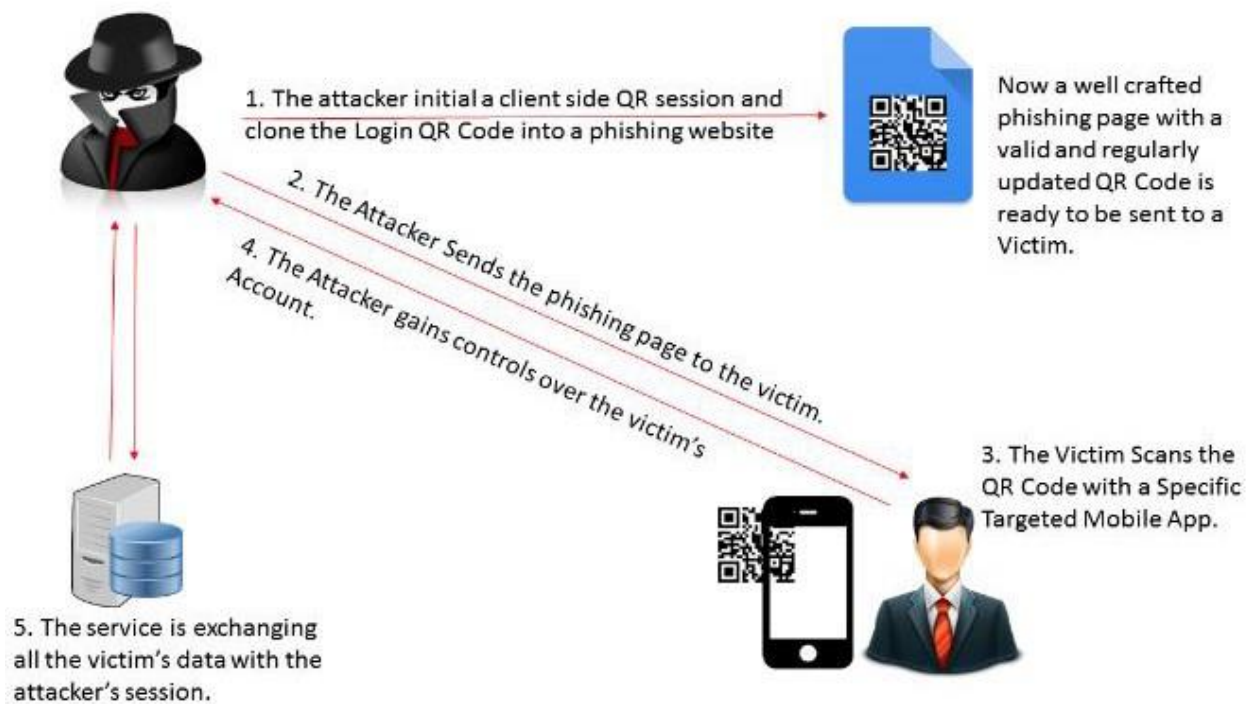 1. The attacker initial a client side QR session and
clone the Login QR Code into a phishing website
Now a well crafted
phishing page with a
valid and regularly
updated QR Code is
ready to be sent to a
Victim.
2. The Attacker Sends the phishing page to the victim.
3. The Victim Scans the
QR Code with a Specific
Targeted Mobile App.
4. The Attacker gains controls over the victim's
Account.
5. The service is exchanging
all the victim's data with the
attacker's session.